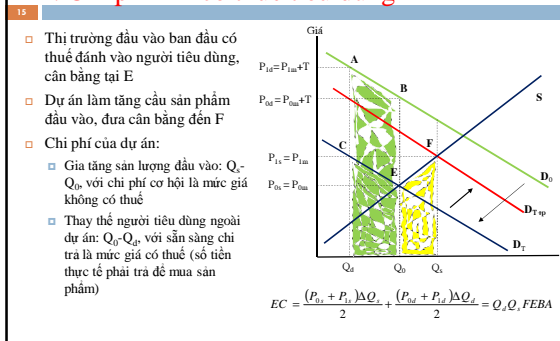 15
Thị trường đầu vào ban đầu có
thuế đánh vào người tiêu dùng,
cân bằng tại E
Dự án làm tăng cầu sản phẩm
đầu vào, đưa cân bằng đến F
Chi phí của dự án:
Gia tăng sản lượng đầu vào: Qs-
Q0, với chi phí cơ hội là mức giá
không có thuế
Thay thế người tiêu dùng ngoài
dự án: Q0-Qd, với sẵn sàng chi
trả là mức giá có thuế (số tiền
thực tế phải trả để mua sản
phẩm)
Giá
P1d=P1m+T
A
P0d=P0m+T
B
S
C
P1s=P1m
F
E
P0s=P0m
D0
DT+p
DT
Qd
Q0
Qs
EC = (P0s + P1s)ΔQs / 2 + (P0d + P1d)ΔQd / 2 = QdQsFEBA